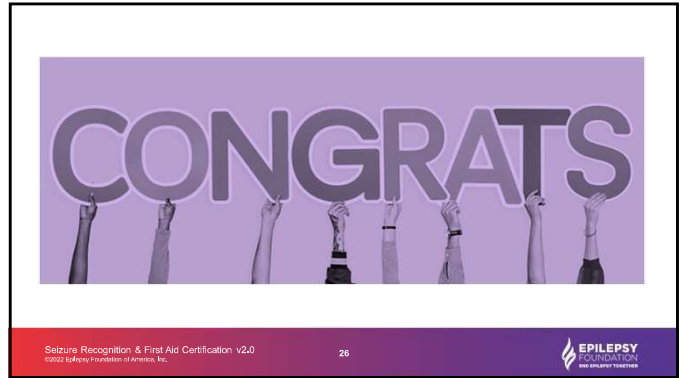 CONGRATS
Seizure Recognition & First Aid Certification v2.0
©2022 Epilepsy Foundation of America, Inc.
26
EPILEPSY
FOUNDATION
END EPILEPSY TOGETHER